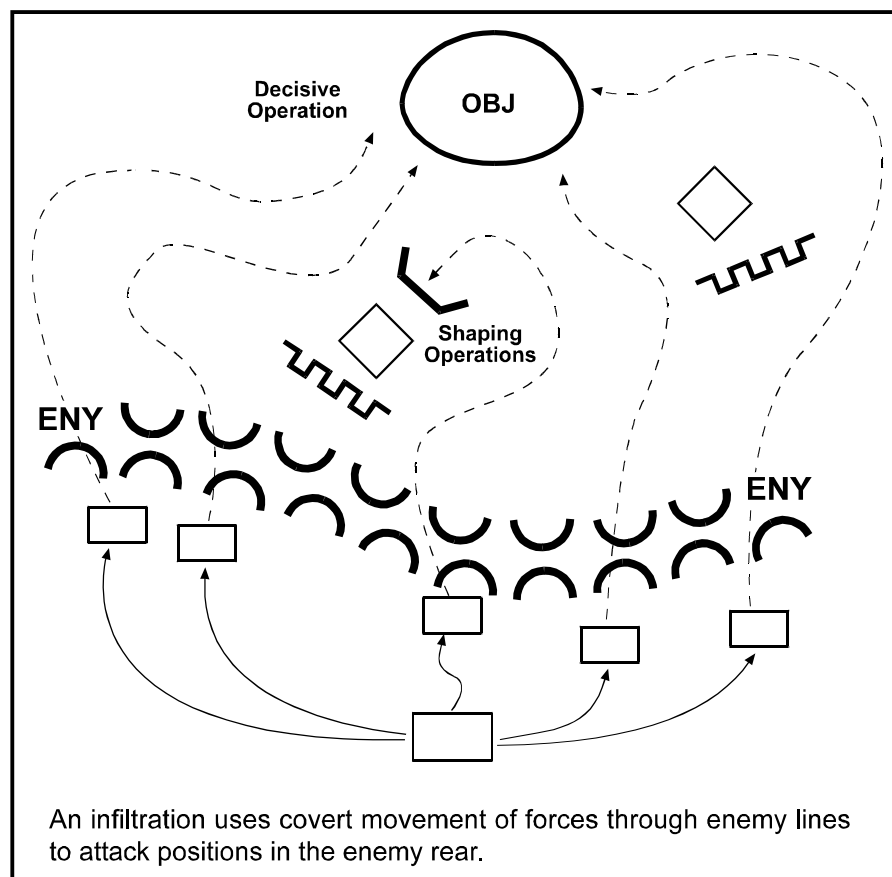 Decisive
Operation
OBJ
Shaping
Operations
ENY
ENY
An infiltration uses covert movement of forces through enemy lines
to attack positions in the enemy rear.